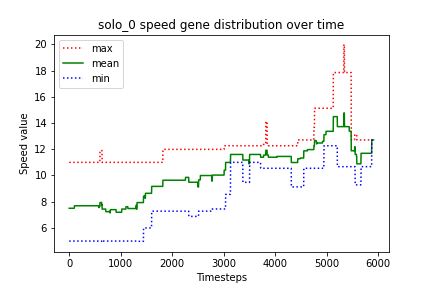 solo_0 speed gene distribution over time
max
mean
min
20
18
16
14
12
10
8
6
Speed value
0 1000 2000 3000 4000 5000 6000
Timesteps